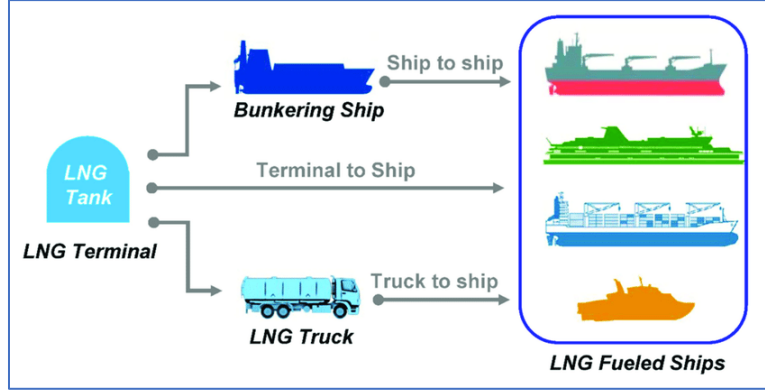 Ship to ship
Bunkering Ship
LNG
Tank
Terminal to Ship
LNG Terminal
Truck to ship
LNG Truck
LNG Fueled Ships